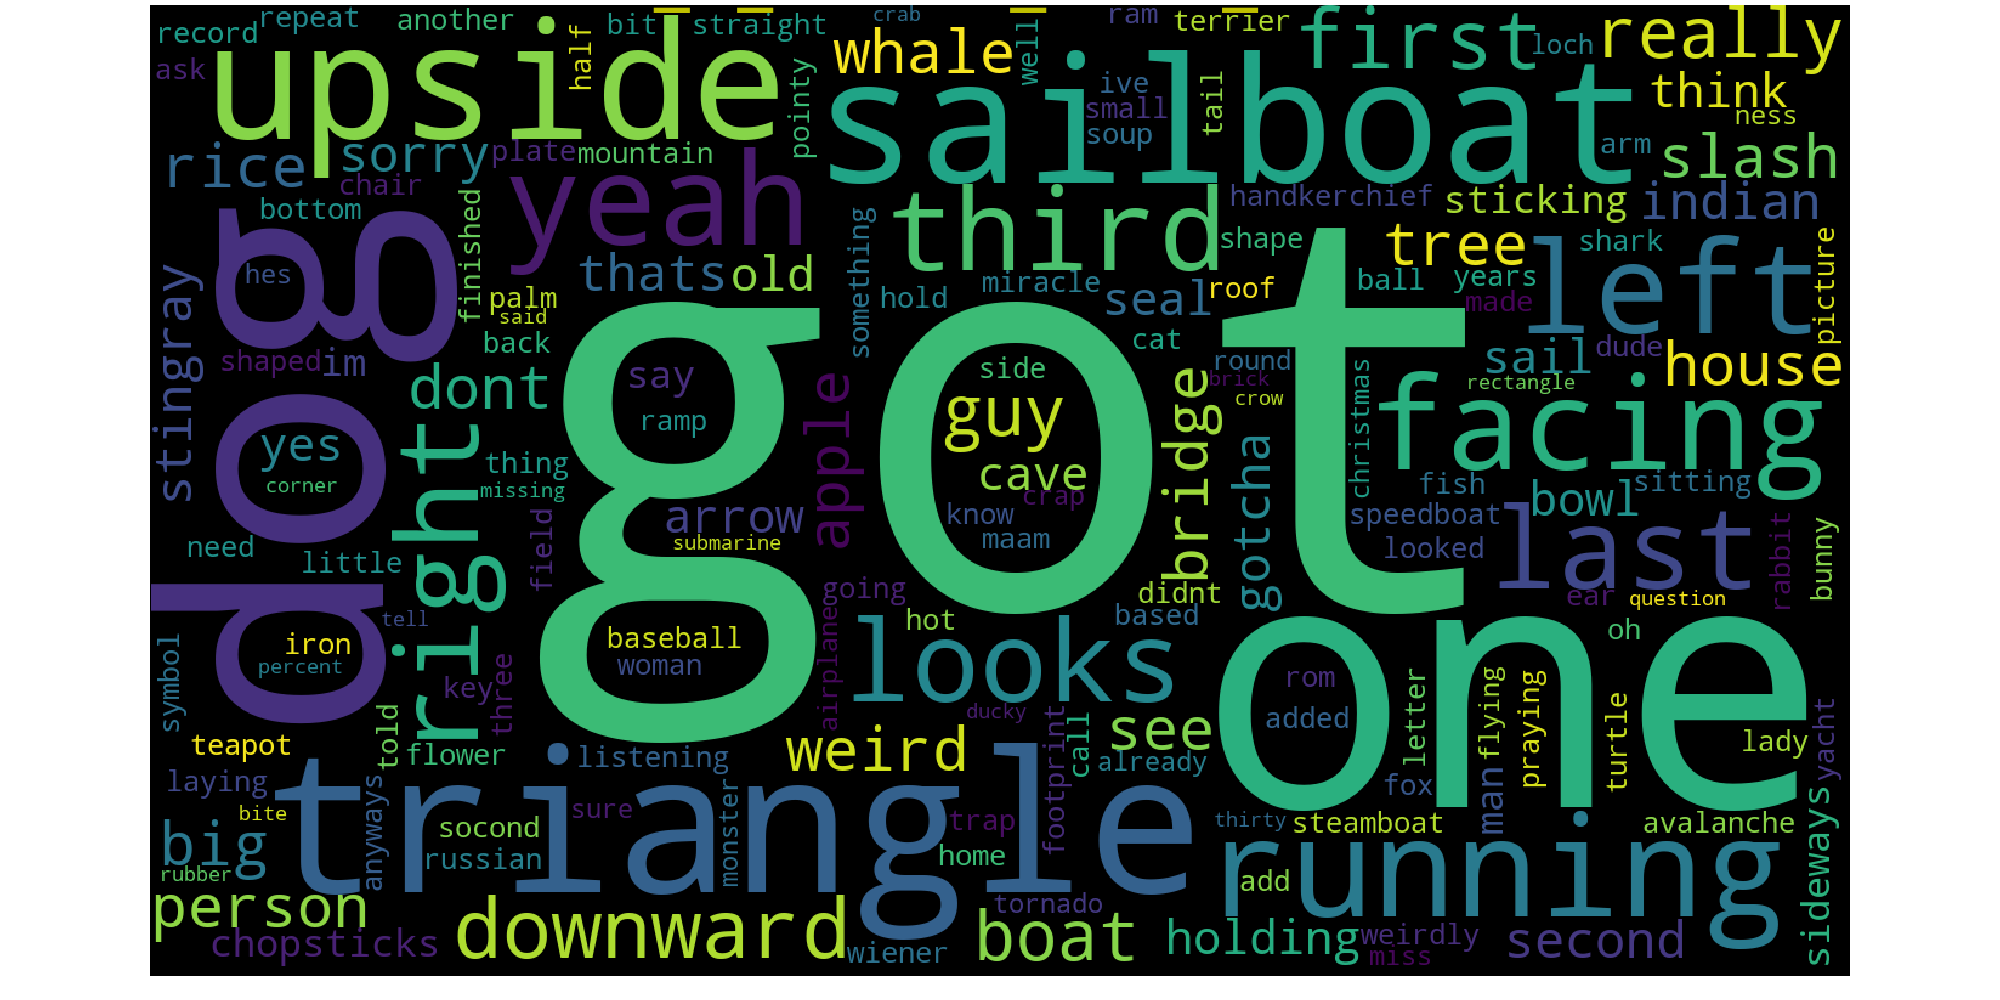 record
repeat
another
bit
straight
crab
ram
terrier
first
loch
really
ask
upside
half
pointy
whale
well
ive
small
soup
tail
sailboat
think
ness
arm
slash
rice
sorry
plate
mountain
chair
bottom
finished
yeah
third
handkerchief
sticking
indian
shape
tree
shark
left
picture
dog
hes
stingray
thats
old
something
miracle
hold
seal
roof
ball
years
made
palm
said
back
shaped
im
dont
got
say
ramp
side
guy
cave
crap
know
maam
cat
round
brick
crow
christmas
sail
dude
house
rectangle
facing
yes
corner
right
thing
missing
apple
bridge
gotcha
fish
sitting
bowl
speedboat
looked
last
rabbit
bunny
need
little
field
arrow
submarine
going
didnt
based
hot
ear
question
oh
one
tell
iron
percent
symbol
key
three
baseball
woman
airplane
looks
ducky
rom
added
letter
flying
praying
turtle
lady
yacht
teapot
told
flower
listening
weird
footprint
call
see
already
fox
man
laying
bite
anyways
triangle
sure
monster
trap
home
thirty
steamboat
avalanche
sideways
big
rubber
socond
russian
running
add
person
chopsticks
downward
wiener
tornado
boat
holding
weirdly
miss
second